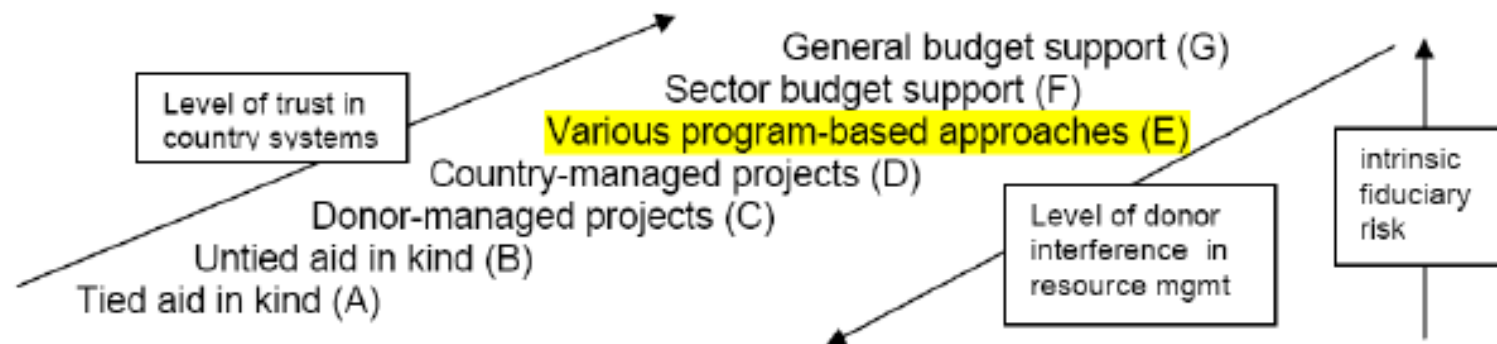 General budget support (G)
Sector budget support (F)
Various program-based approaches (E)
Country-managed projects (D)
Donor-managed projects (C)
Untied aid in kind (B)
Tied aid in kind (A)
Level of trust in
country systems
Level of donor
interference in
resource mgmt
intrinsic
fiduciary
risk